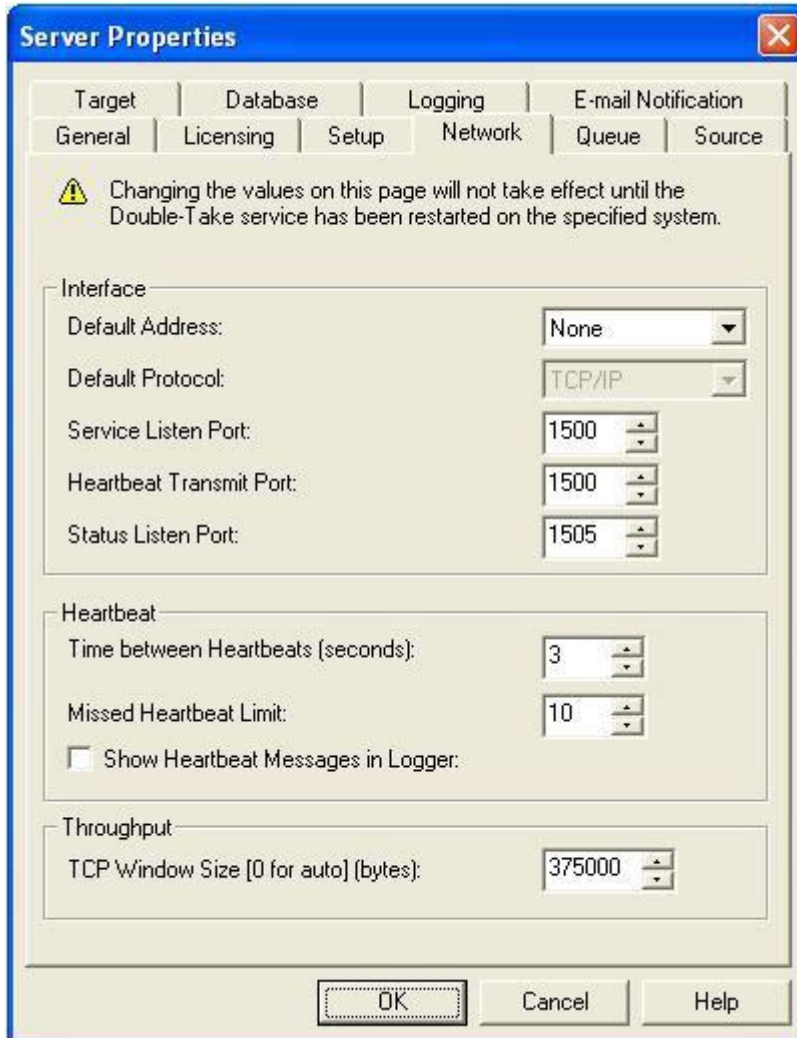 Server Properties
Target Database Logging E-mail Notification
General Licensing Setup Network Queue Source
Changing the values on this page will not take effect until the
Double-Take service has been restarted on the specified system.
Interface
Default Address: None
Default Protocol: TCP/IP
Service Listen Port: 1500
Heartbeat Transmit Port: 1500
Status Listen Port: 1505
Heartbeat
Time between Heartbeats (seconds): 3
Missed Heartbeat Limit: 10
Show Heartbeat Messages in Logger:
Throughput
TCP Window Size [0 for auto] (bytes): 375000
OK Cancel Help